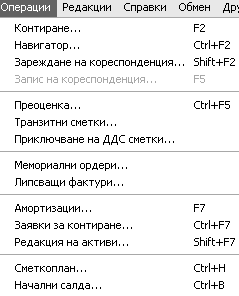 Операции Редакции Справки Обмен
Контиране... F2
Навигатор... Ctrl+F2
Зареждане на кореспонденция... Shift+F2
Запис на кореспонденция... F5
Преоценка... Ctrl+F5
Транзитни сметки...
Приключване на ДДС сметки...
Мемориални ордери...
Липсващи фактури...
Амортизации... F7
Заявки за контиране... Ctrl+F7
Редакция на активи... Shift+F7
Сметкоплан... Ctrl+H
Начални салда... Ctrl+B